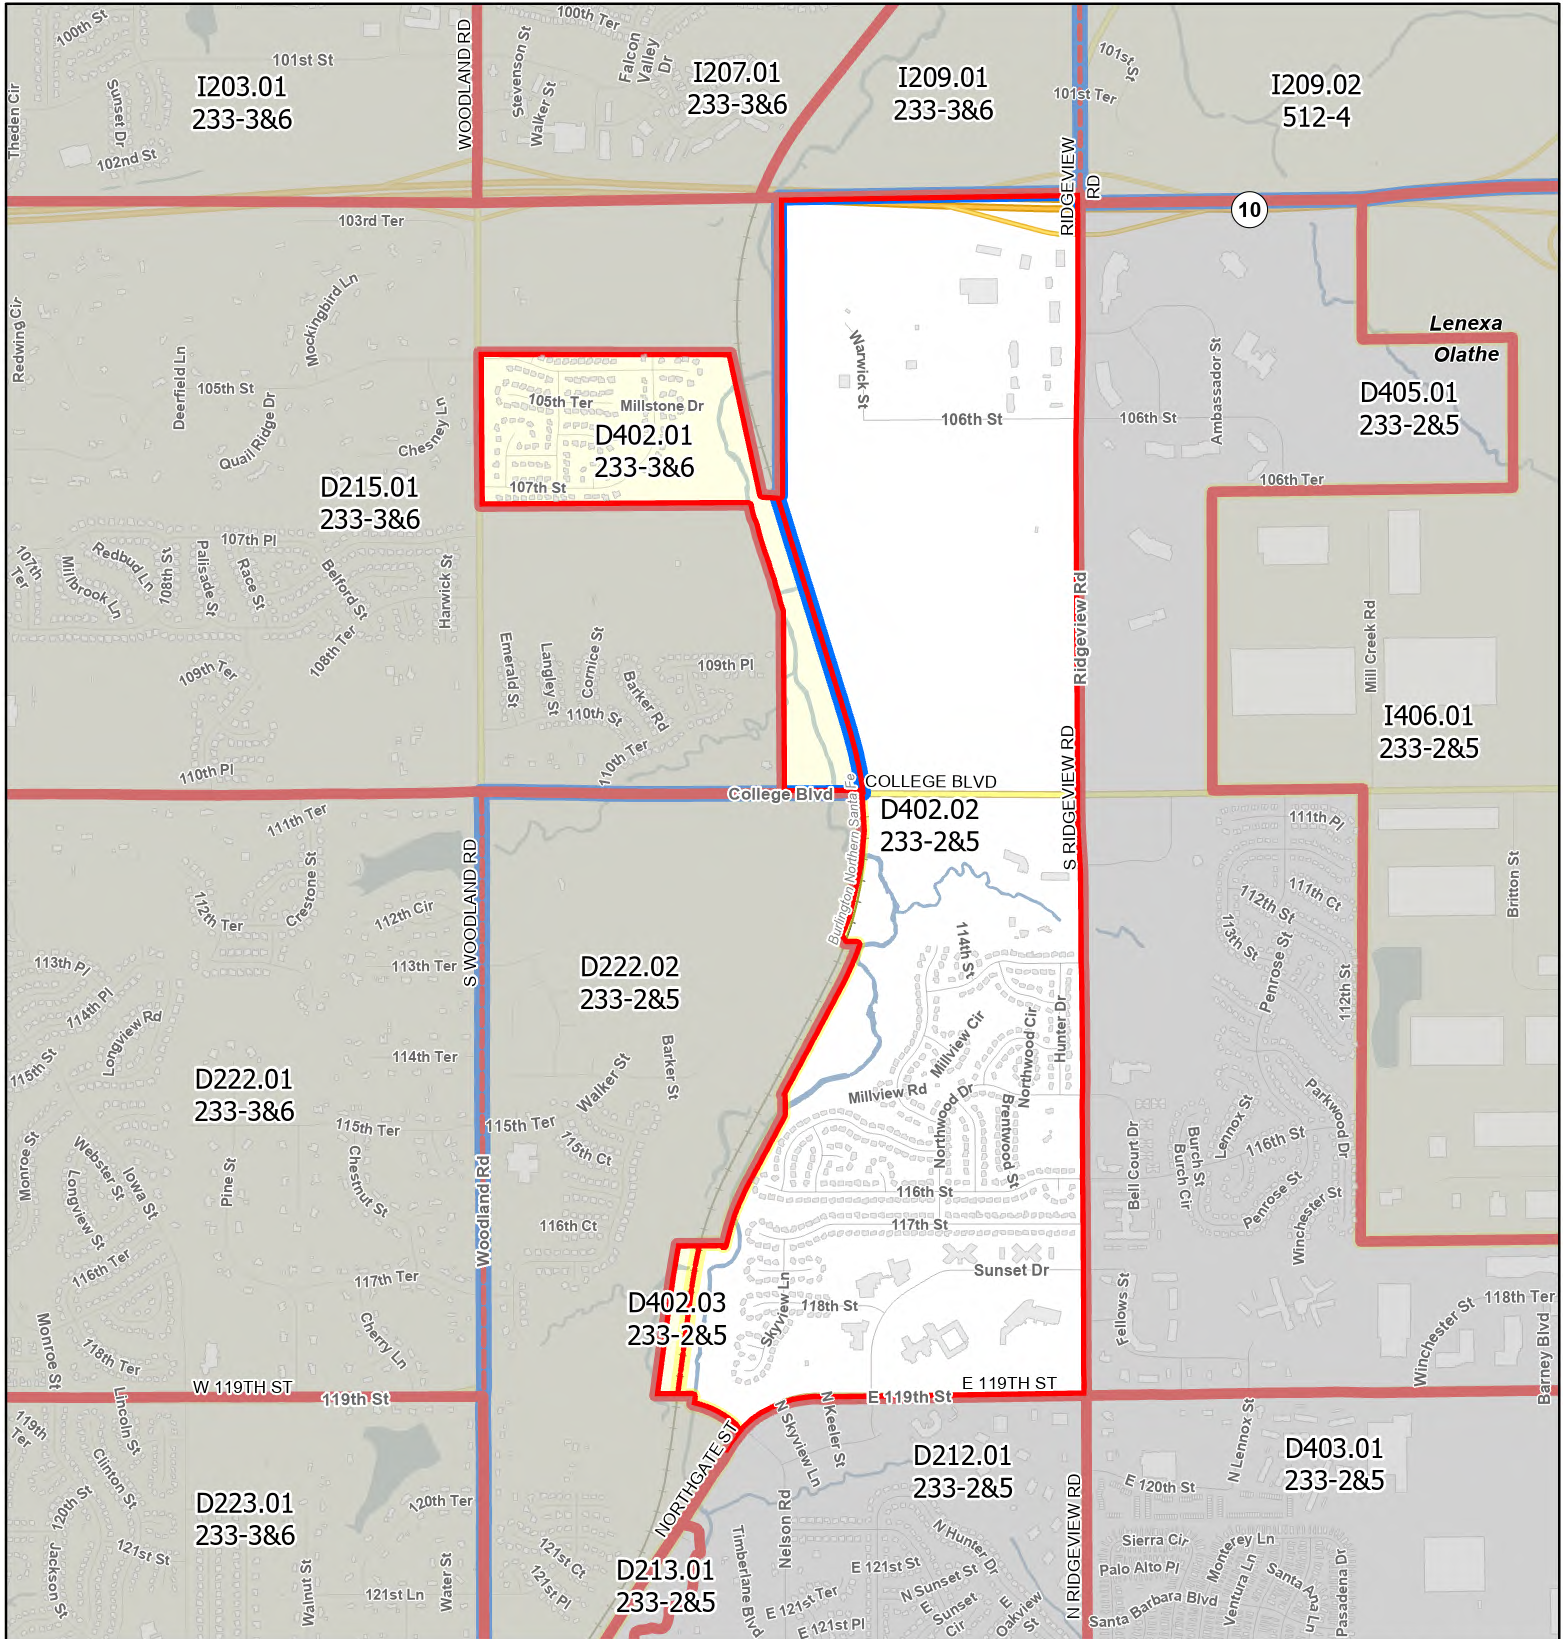 100th St
101st St
Sunset Dr
Theden Cir
102nd St
I203.01
233-3&6
WOODLAND RD
100th Ter
Stevenson St
Walker St
Falcon
Valley
Dr
I207.01
233-3&6
I209.01
233-3&6
101st St
101st Ter
I209.02
512-4
RIDGEVIEW
RD
10
103rd Ter
Redwing Cir
Mockingbird Ln
Deerfield Ln
105th St
Quail Ridge Dr
Chesney Ln
D215.01
233-3&6
105th Ter
Millstone Dr
D402.01
233-3&6
107th St
Warwick St
106th St
106th St
Ambassador St
Lenexa
Olathe
D405.01
233-2&5
106th Ter
107th
Ter
Redbud Ln
Millbrook Ln
108th St
Palisade St
107th Pl
Race St
Belford St
108th Ter
Harwick St
109th Ter
110th Pl
Emerald St
Langley St
Cornice St
Barker Rd
109th Pl
110th St
110th Ter
Ridgeview Rd
Mill Creek Rd
I406.01
233-2&5
College Blvd
COLLEGE BLVD
Burlington Northern Santa Fe
D402.02
233-2&5
S RIDGEVIEW RD
111th Ter
Crestone St
112th Ter
112th Cir
S WOODLAND RD
113th Pl
113th Ter
114th Pl
Longview Rd
115th St
114th Ter
D222.01
233-3&6
D222.02
233-2&5
Walker St
Barker St
115th Ter
115th Ct
116th Ct
114th St
Millview Cir
Millview Rd
Northwood Dr
Northwood Cir
Hunter Dr
Brentwood St
116th St
117th St
Sunset Dr
118th St
Skyview Ln
111th Pl
111th Ct
112th St
113th St
Penrose St
112th St
Britton St
Parkwood Dr
Lennox St
116th St
Burch St
Burch Cir
Bell Court Dr
Penrose St
Winchester St
Fellows St
Winchester St
118th Ter
Barney Blvd
Monroe St
Webster St
Longview St
Iowa St
Pine St
115th Ter
Chestnut St
116th Ter
117th Ter
Cherry Ln
118th Ter
Monroe St
Woodland Rd
D402.03
233-2&5
W 119TH ST
119th St
E 119th St
E 119TH ST
119th
Ter
Lincoln St
Clinton St
120th St
121st St
Jackson St
D223.01
233-3&6
120th Ter
Walnut St
121st Ln
Water St
121st Ct
121st Pl
NORTHGATE ST
D213.01
233-2&5
N Skyview Ln
N Keeler St
D212.01
233-2&5
Nelson Rd
Timberlane Blvd
N Hunter Dr
E 121st St
N Sunset St
E 121st Ter
E 121st Pl
E
Sunset
Cir
E
Oakview
St
N RIDGEVIEW RD
N Lennox St
E 120th St
D403.01
233-2&5
Sierra Cir
Monterey Ln
Palo Alto Pl
Ventura Ln
Santa Ana Ln
Santa Barbara Blvd
Pasadena Dr